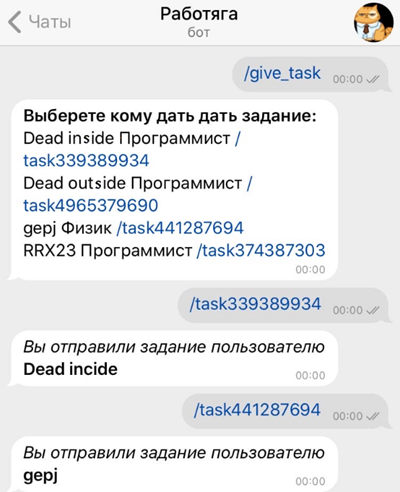 Чаты
Работяга
бот
/give_task
00:00
Выберете кому дать дать задание:
Dead inside Программист /
task339389934
Dead outside Программист /
task4965379690
gepj Физик /task441287694
RRX23 Программист /task374387303
00:00
/task339389934
00:00
Вы отправили задание пользователю
Dead incide
00:00
/task441287694
00:00
Вы отправили задание пользователю
gepj
00:00